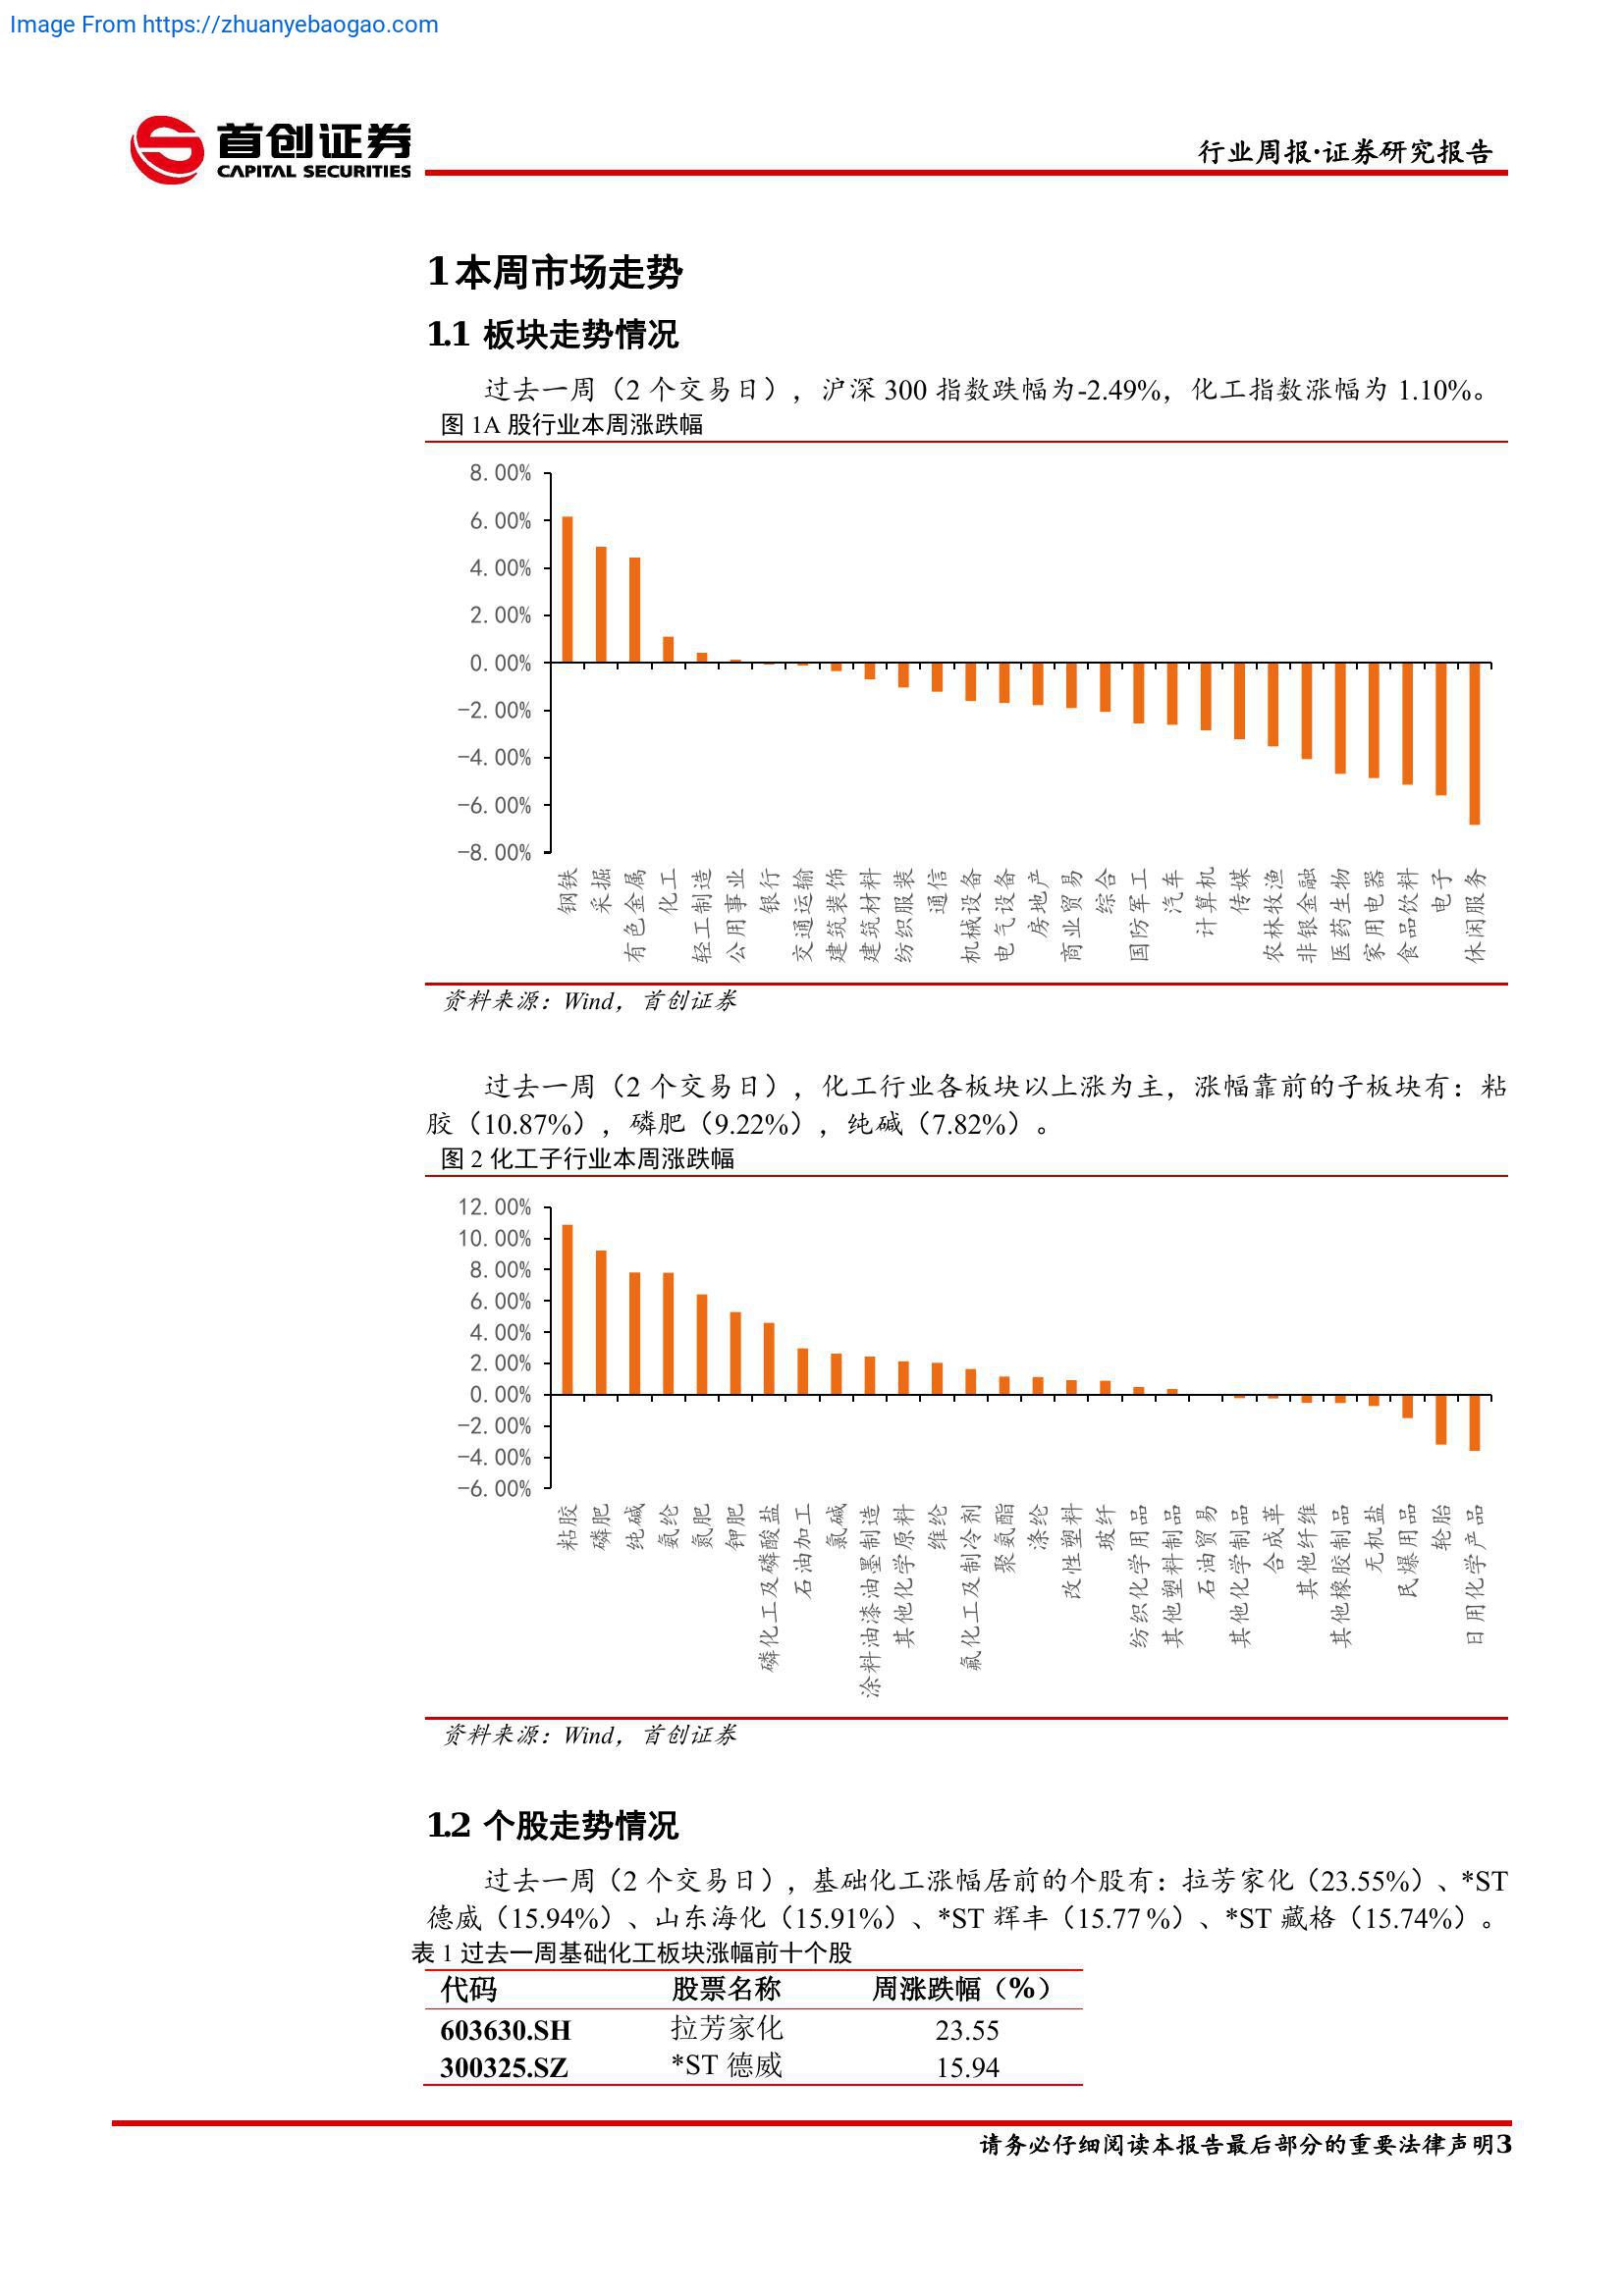 Image From https://zhuanyebaogao.com
首创证券
CAPITAL SECURITIES
行业周报·证券研究报告
1 本周市场走势
1.1 板块走势情况
过去一周（2 个交易日），沪深 300 指数跌幅为-2.49%，化工指数涨幅为 1.10%。
图 1A 股行业本周涨跌幅
8.00%
6.00%
4.00%
2.00%
0.00%
-2.00%
-4.00%
-6.00%
-8.00%
钢铁
采掘
有色金属
化工
轻工制造
公用事业
银行
交通运输
建筑装饰
建筑材料
纺织服装
通信
机械设备
电气设备
房地产
商业贸易
综合
国防军工
汽车
计算机
传媒
农林牧渔
非银金融
医药生物
家用电器
食品饮料
电子
休闲服务
资料来源：Wind，首创证券
过去一周（2 个交易日），化工行业各板块以上涨为主，涨幅靠前的子板块有：粘
胶（10.87%），磷肥（9.22%），纯碱（7.82%）。
图 2 化工子行业本周涨跌幅
12.00%
10.00%
8.00%
6.00%
4.00%
2.00%
0.00%
-2.00%
-4.00%
-6.00%
粘胶
磷肥
纯碱
氨纶
氮肥
钾肥
磷化工及磷酸盐
石油加工
氯碱
涂料油漆油墨制造
其他化学原料
维纶
氟化工及制冷剂
聚氨酯
涤纶
改性塑料
玻纤
纺织化学用品
其他塑料制品
石油贸易
其他化学制品
合成革
其他纤维
其他橡胶制品
无机盐
民爆用品
轮胎
日用化学产品
资料来源：Wind，首创证券
1.2 个股走势情况
过去一周（2 个交易日），基础化工涨幅居前的个股有：拉芳家化（23.55%）、*ST
德威（15.94%）、山东海化（15.91%）、*ST 辉丰（15.77 %）、*ST 藏格（15.74%）。
表 1 过去一周基础化工板块涨幅前十个股
代码 股票名称 周涨跌幅（%）
603630.SH 拉芳家化 23.55
300325.SZ *ST 德威 15.94
请务必仔细阅读本报告最后部分的重要法律声明3